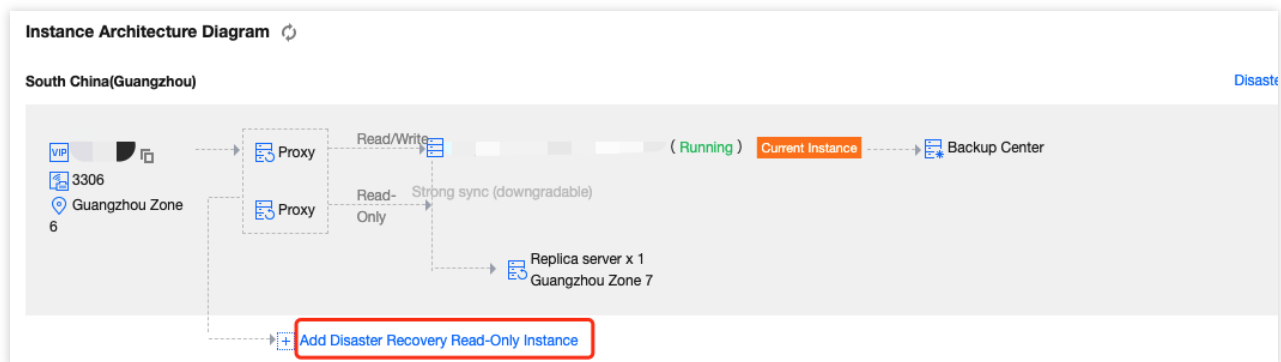 Instance Architecture Diagram
South China(Guangzhou)
Disaste
VIP
3306
Guangzhou Zone
6
Proxy
Proxy
Read/Write
Read-
Only
( Running )
Current Instance
Backup Center
Strong sync (downgradable)
Replica server x 1
Guangzhou Zone 7
Add Disaster Recovery Read-Only Instance